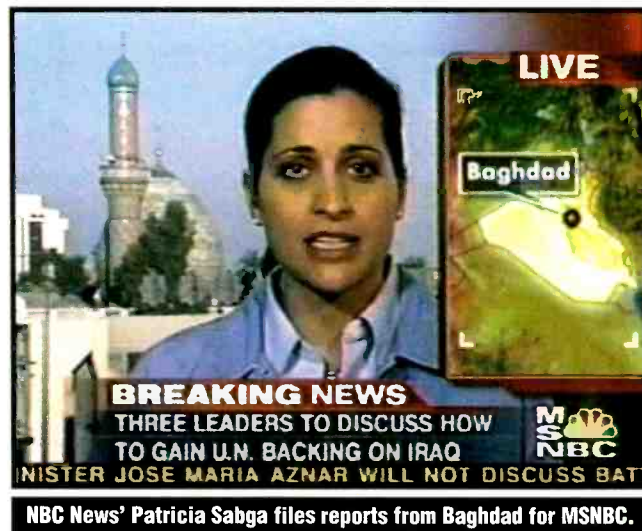 LIVE
Baghdad
BREAKING NEWS
THREE LEADERS TO DISCUSS HOW
TO GAIN U.N. BACKING ON IRAQ
MSNBC
INISTER JOSE MARIA AZNAR WILL NOT DISCUSS BAT
NBC News' Patricia Sabga files reports from Baghdad for MSNBC.